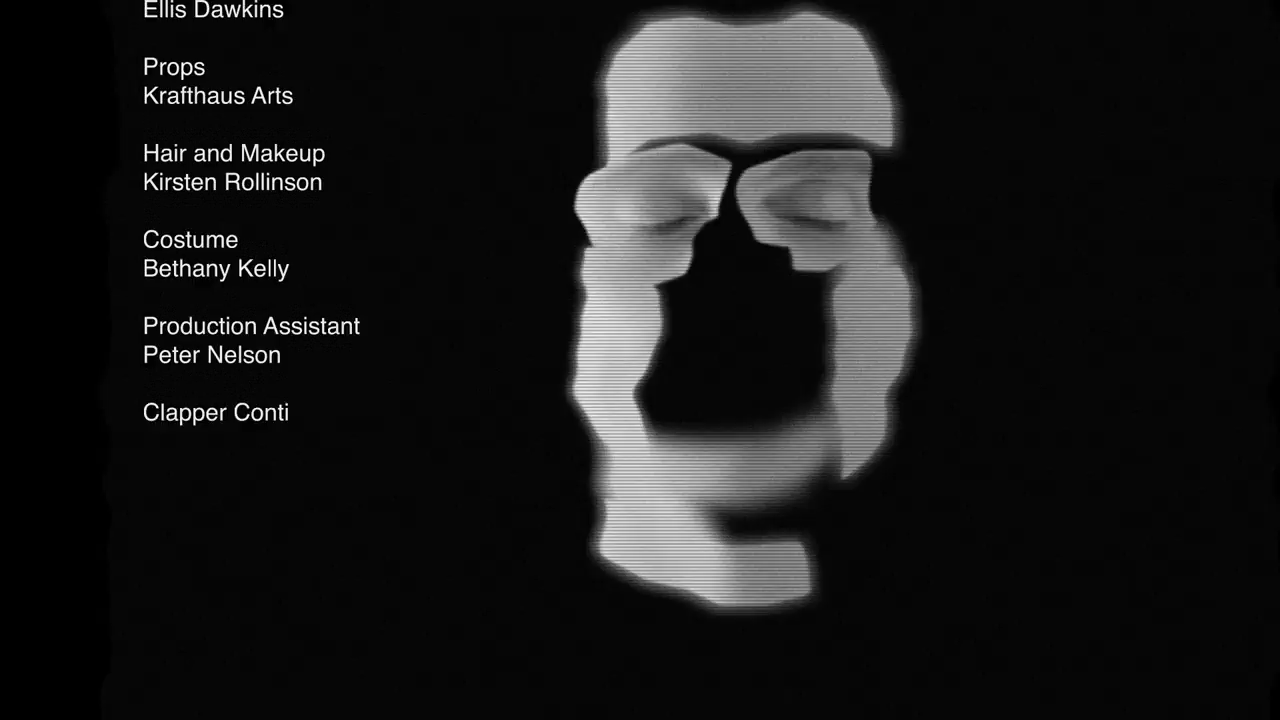 Ellis Dawkins
Props
Krafthaus Arts
Hair and Makeup
Kirsten Rollinson
Costume
Bethany Kelly
Production Assistant
Peter Nelson
Clapper Conti